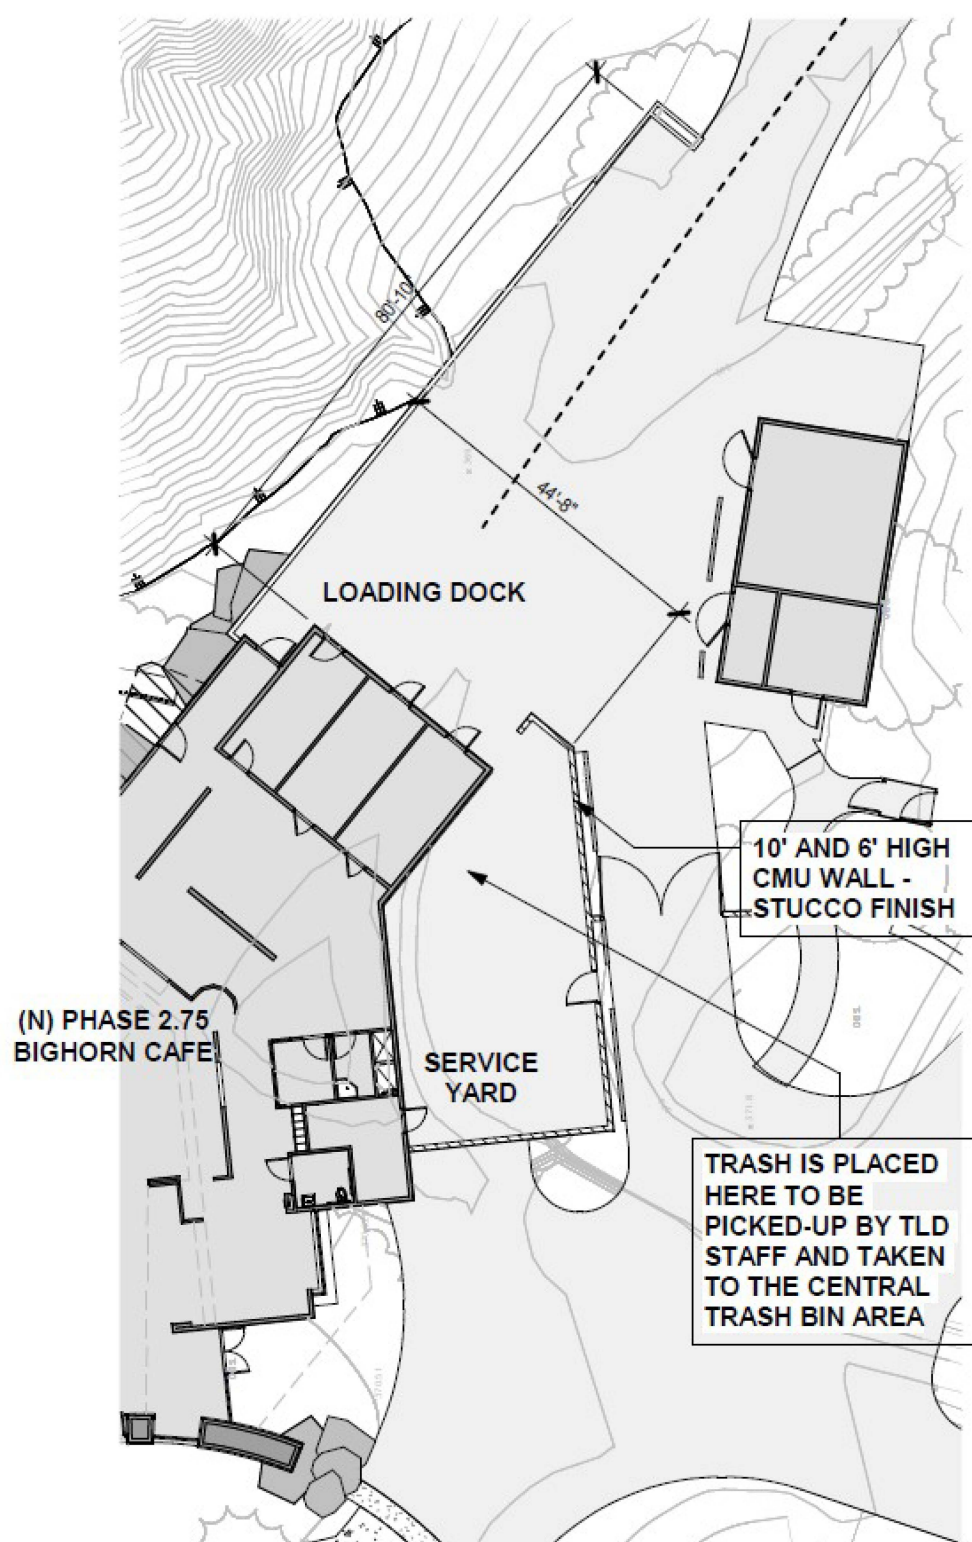 80'-10
44'-8"
LOADING DOCK
10' AND 6' HIGH
CMU WALL -
STUCCO FINISH
(N) PHASE 2.75
BIGHORN CAFE
SERVICE
YARD
TRASH IS PLACED
HERE TO BE
PICKED-UP BY TLD
STAFF AND TAKEN
TO THE CENTRAL
TRASH BIN AREA